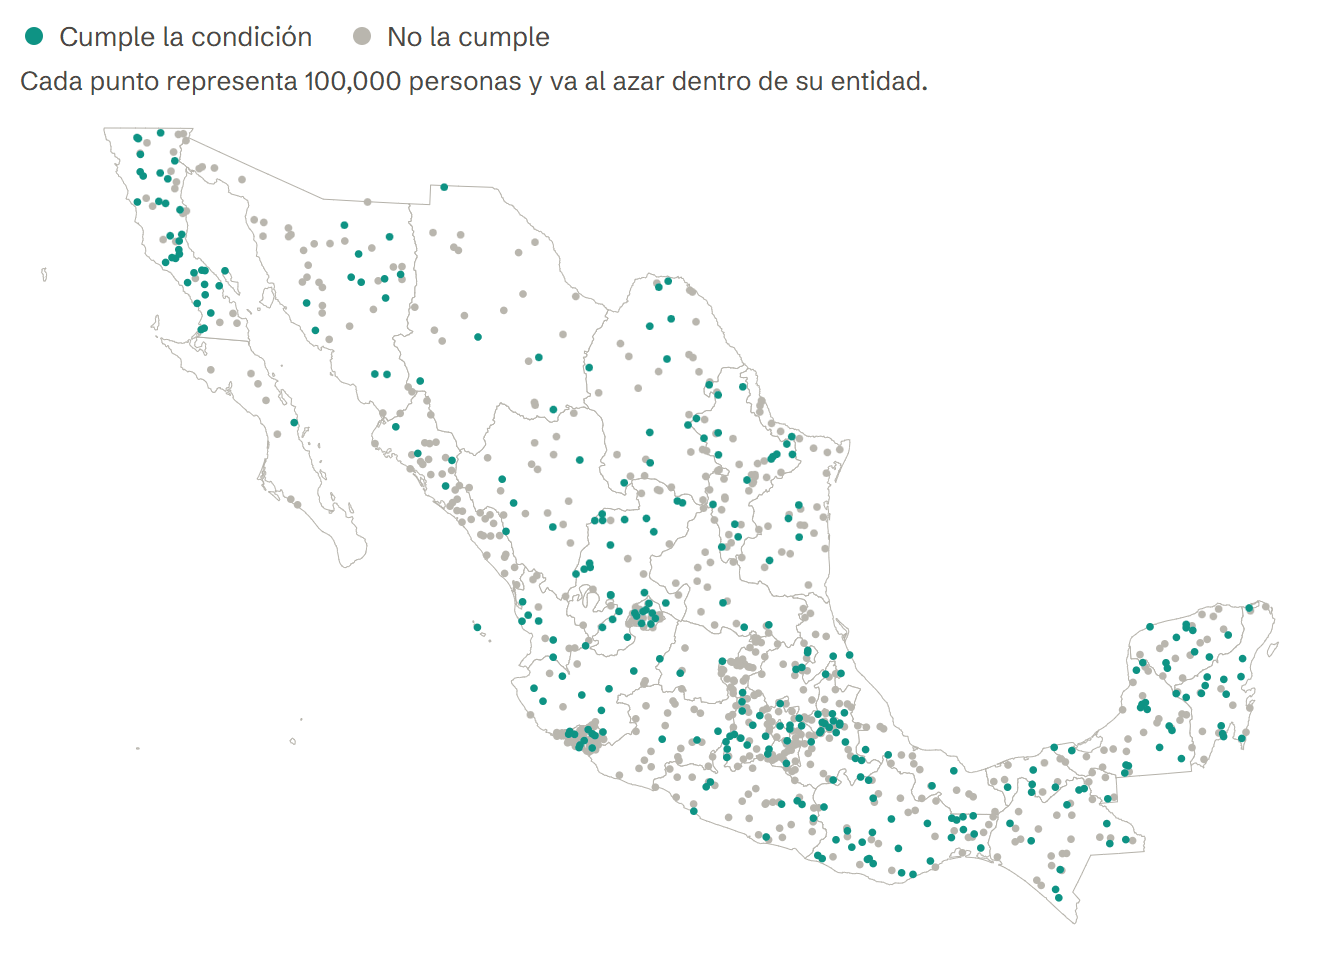 Cumple la condición No la cumple
Cada punto representa 100,000 personas y va al azar dentro de su entidad.